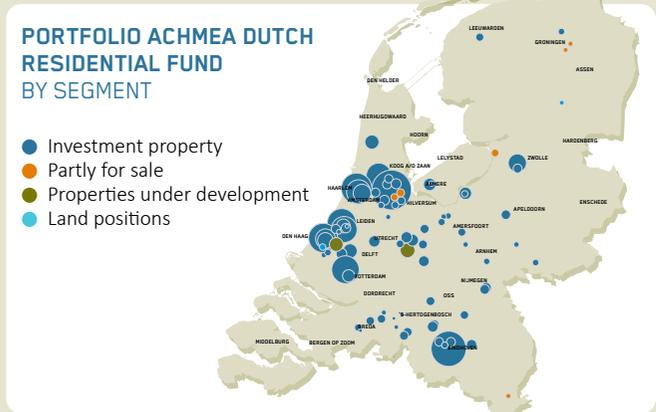 PORTFOLIO ACHMEA DUTCH
RESIDENTIAL FUND
BY SEGMENT
Investment property
Partly for sale
Properties under development
Land positions
LEEUWARDEN
GRONINGEN
ASSEN
DEN HELDER
HEERHUGOWAARD
HOORN
HARDENBERG
KOOG A/D ZAAN
LELYSTAD
ZWOLLE
HAARLEM
ALMERE
AMSTERDAM
HILVERSUM
ENSCHEDE
APELDOORN
LEIDEN
AMERSFOORT
DEN HAAG
UTRECHT
DELFT
ARNHEM
ROTTERDAM
NIJMEGEN
DORDRECHT
OSS
'S-HERTOGENBOSCH
BREDA
MIDDELBURG
BERGEN OP ZOOM
EINDHOVEN